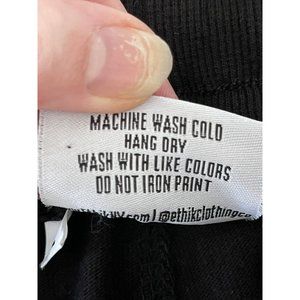 MACHINE WASH COLD
HANG DRY
WASH WITH LIKE COLORS
DO NOT IRON PRINT